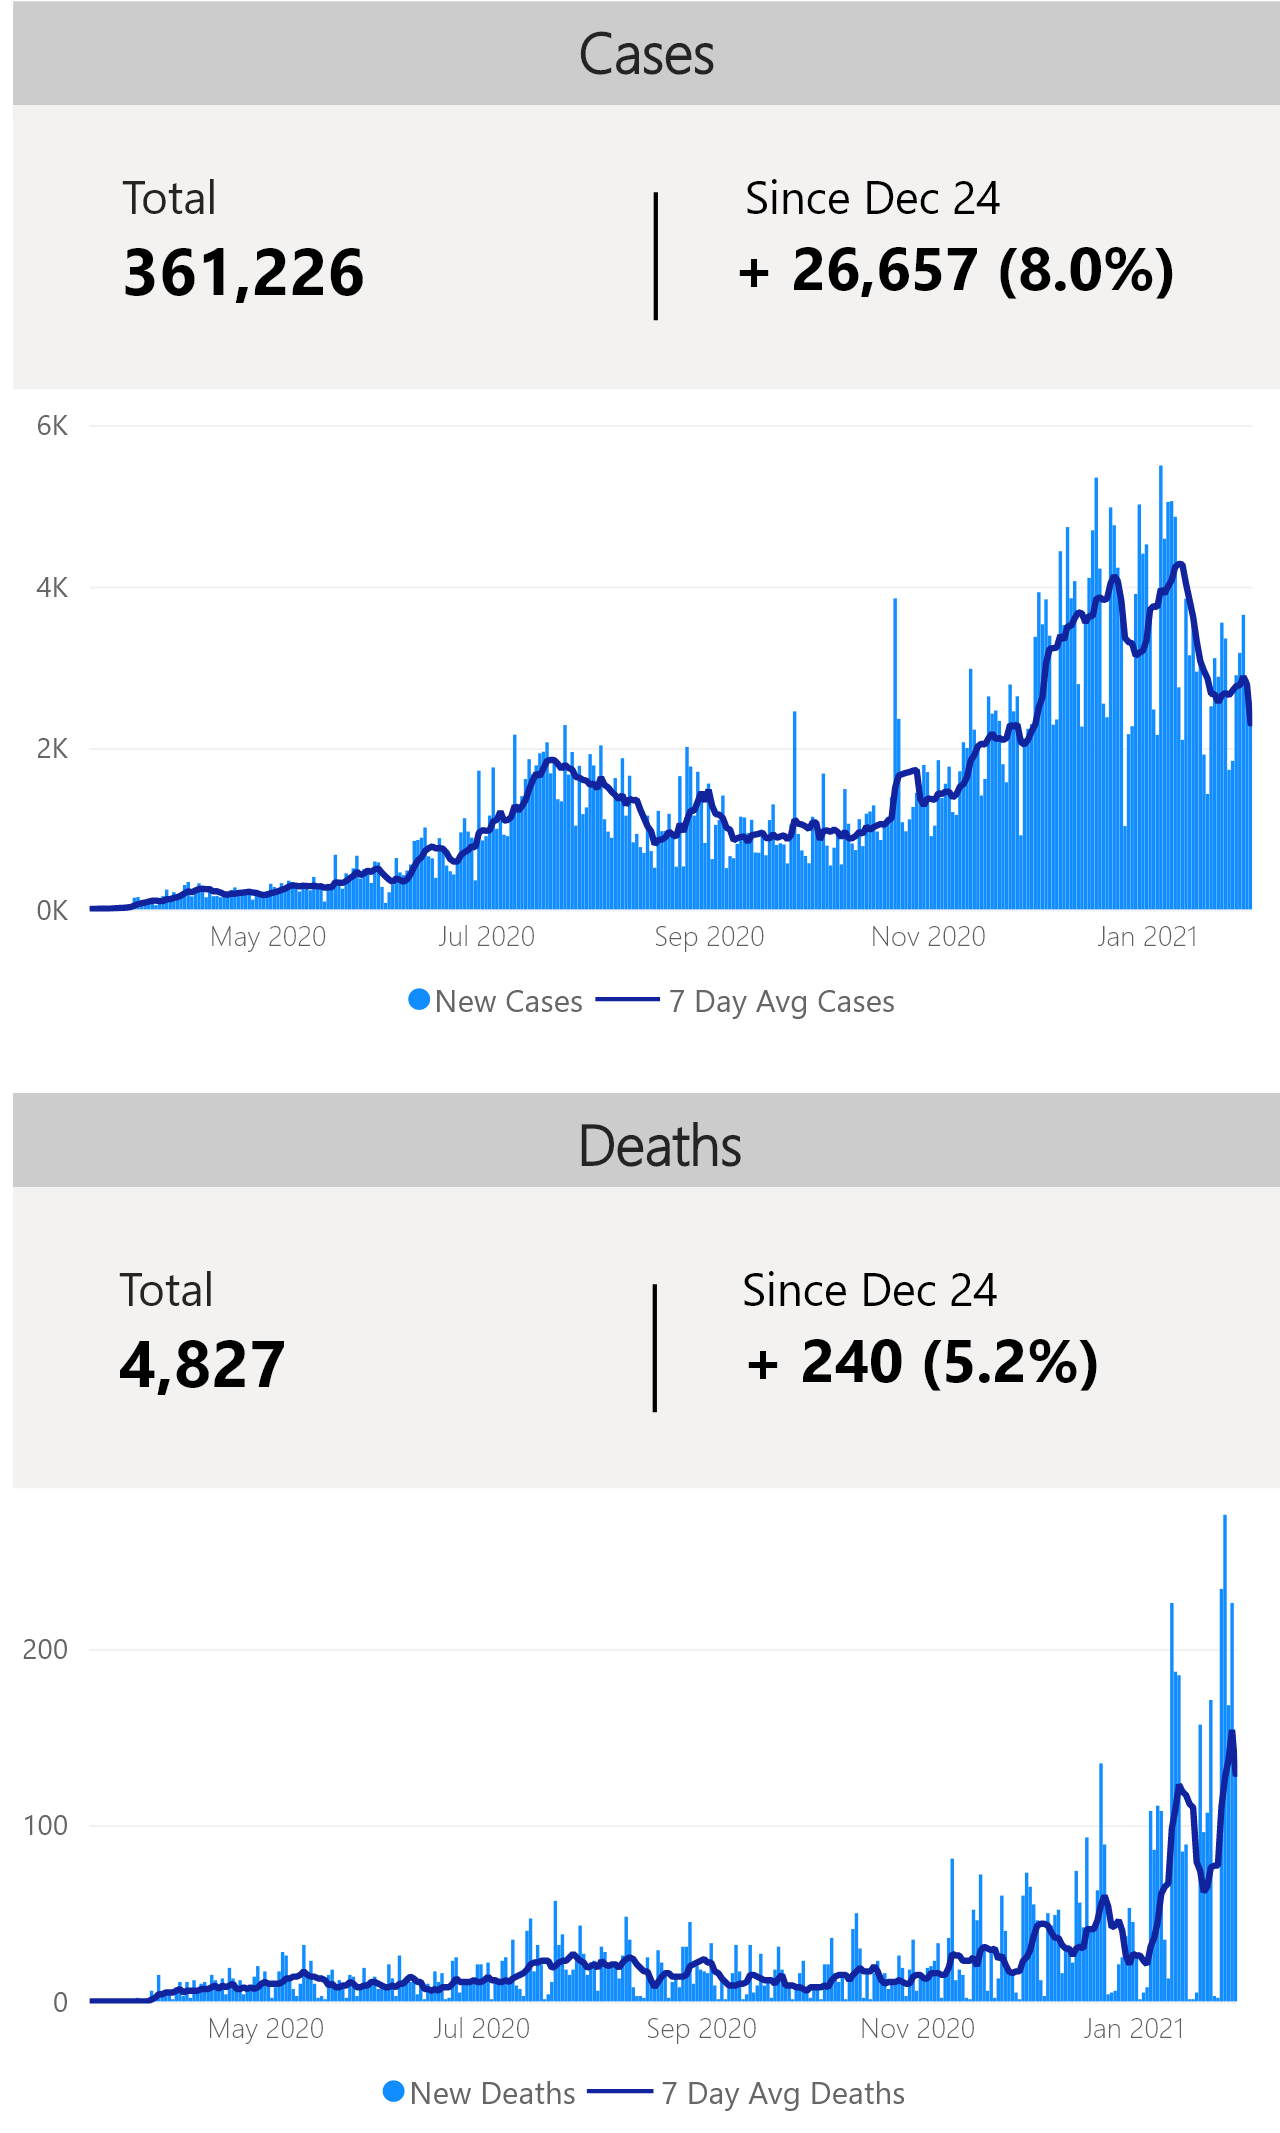 Cases
Total
361,226
Since Dec 24
+ 26,657 (8.0%)
6K
4K
2K
0K
May 2020 Jul 2020 Sep 2020 Nov 2020 Jan 2021
New Cases 7 Day Avg Cases
Deaths
Total
4,827
Since Dec 24
+ 240 (5.2%)
200
100
0
May 2020 Jul 2020 Sep 2020 Nov 2020 Jan 2021
New Deaths 7 Day Avg Deaths